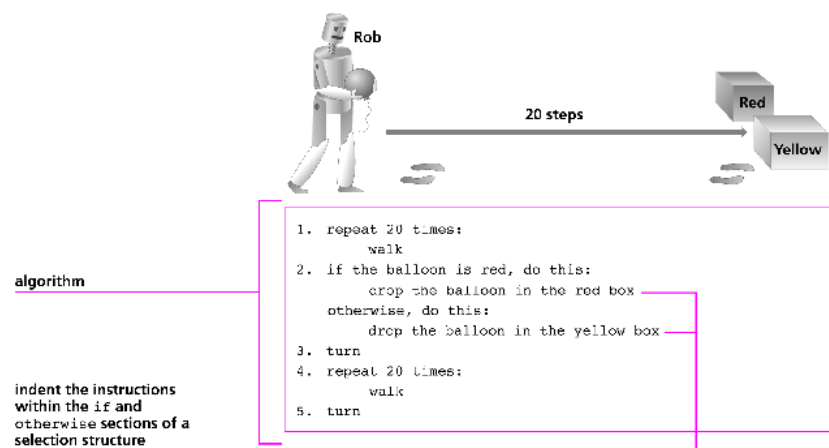 Rob
Red
20 steps
Yellow
1. repeat 20 times:
walk
2. if the balloon is red, do this:
drop the balloon in the red box
otherwise, do this:
drop the balloon in the yellow box
3. turn
4. repeat 20 times:
walk
5. turn
algorithm
indent the instructions
within the if and
otherwise sections of a
selection structure